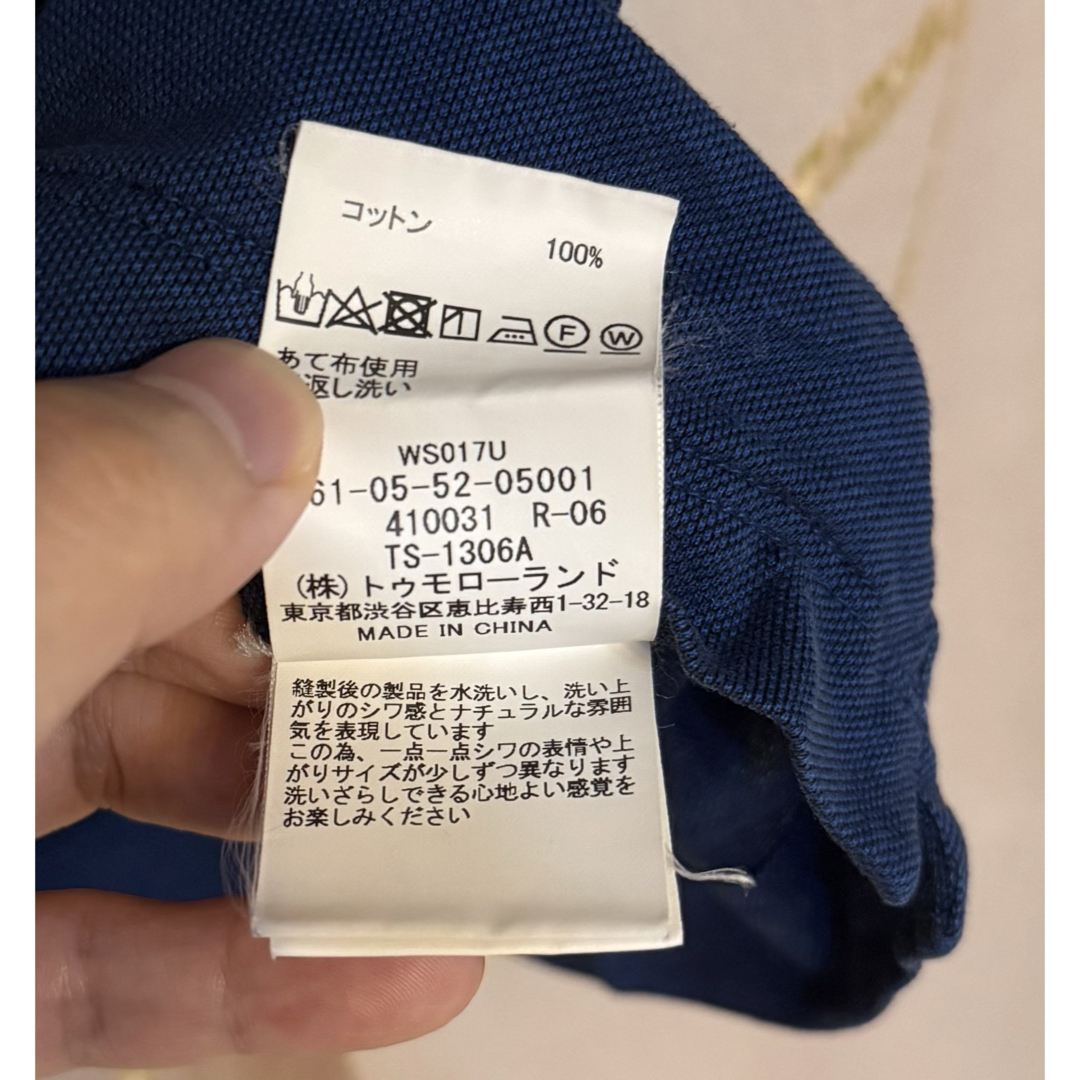 コットン
100%
F W
あて布使用
返し洗い
WS017U
61-05-52-05001
410031 R-06
TS-1306A
(株)トゥモローランド
東京都渋谷区恵比寿西1-32-18
MADE IN CHINA
縫製後の製品を水洗いし、洗い上
がりのシワ感とナチュラルな雰囲
気を表現しています
この為、一点一点シワの表情や上
がりサイズが少しずつ異なります
洗いざらしできる心地よい感覚を
お楽しみください